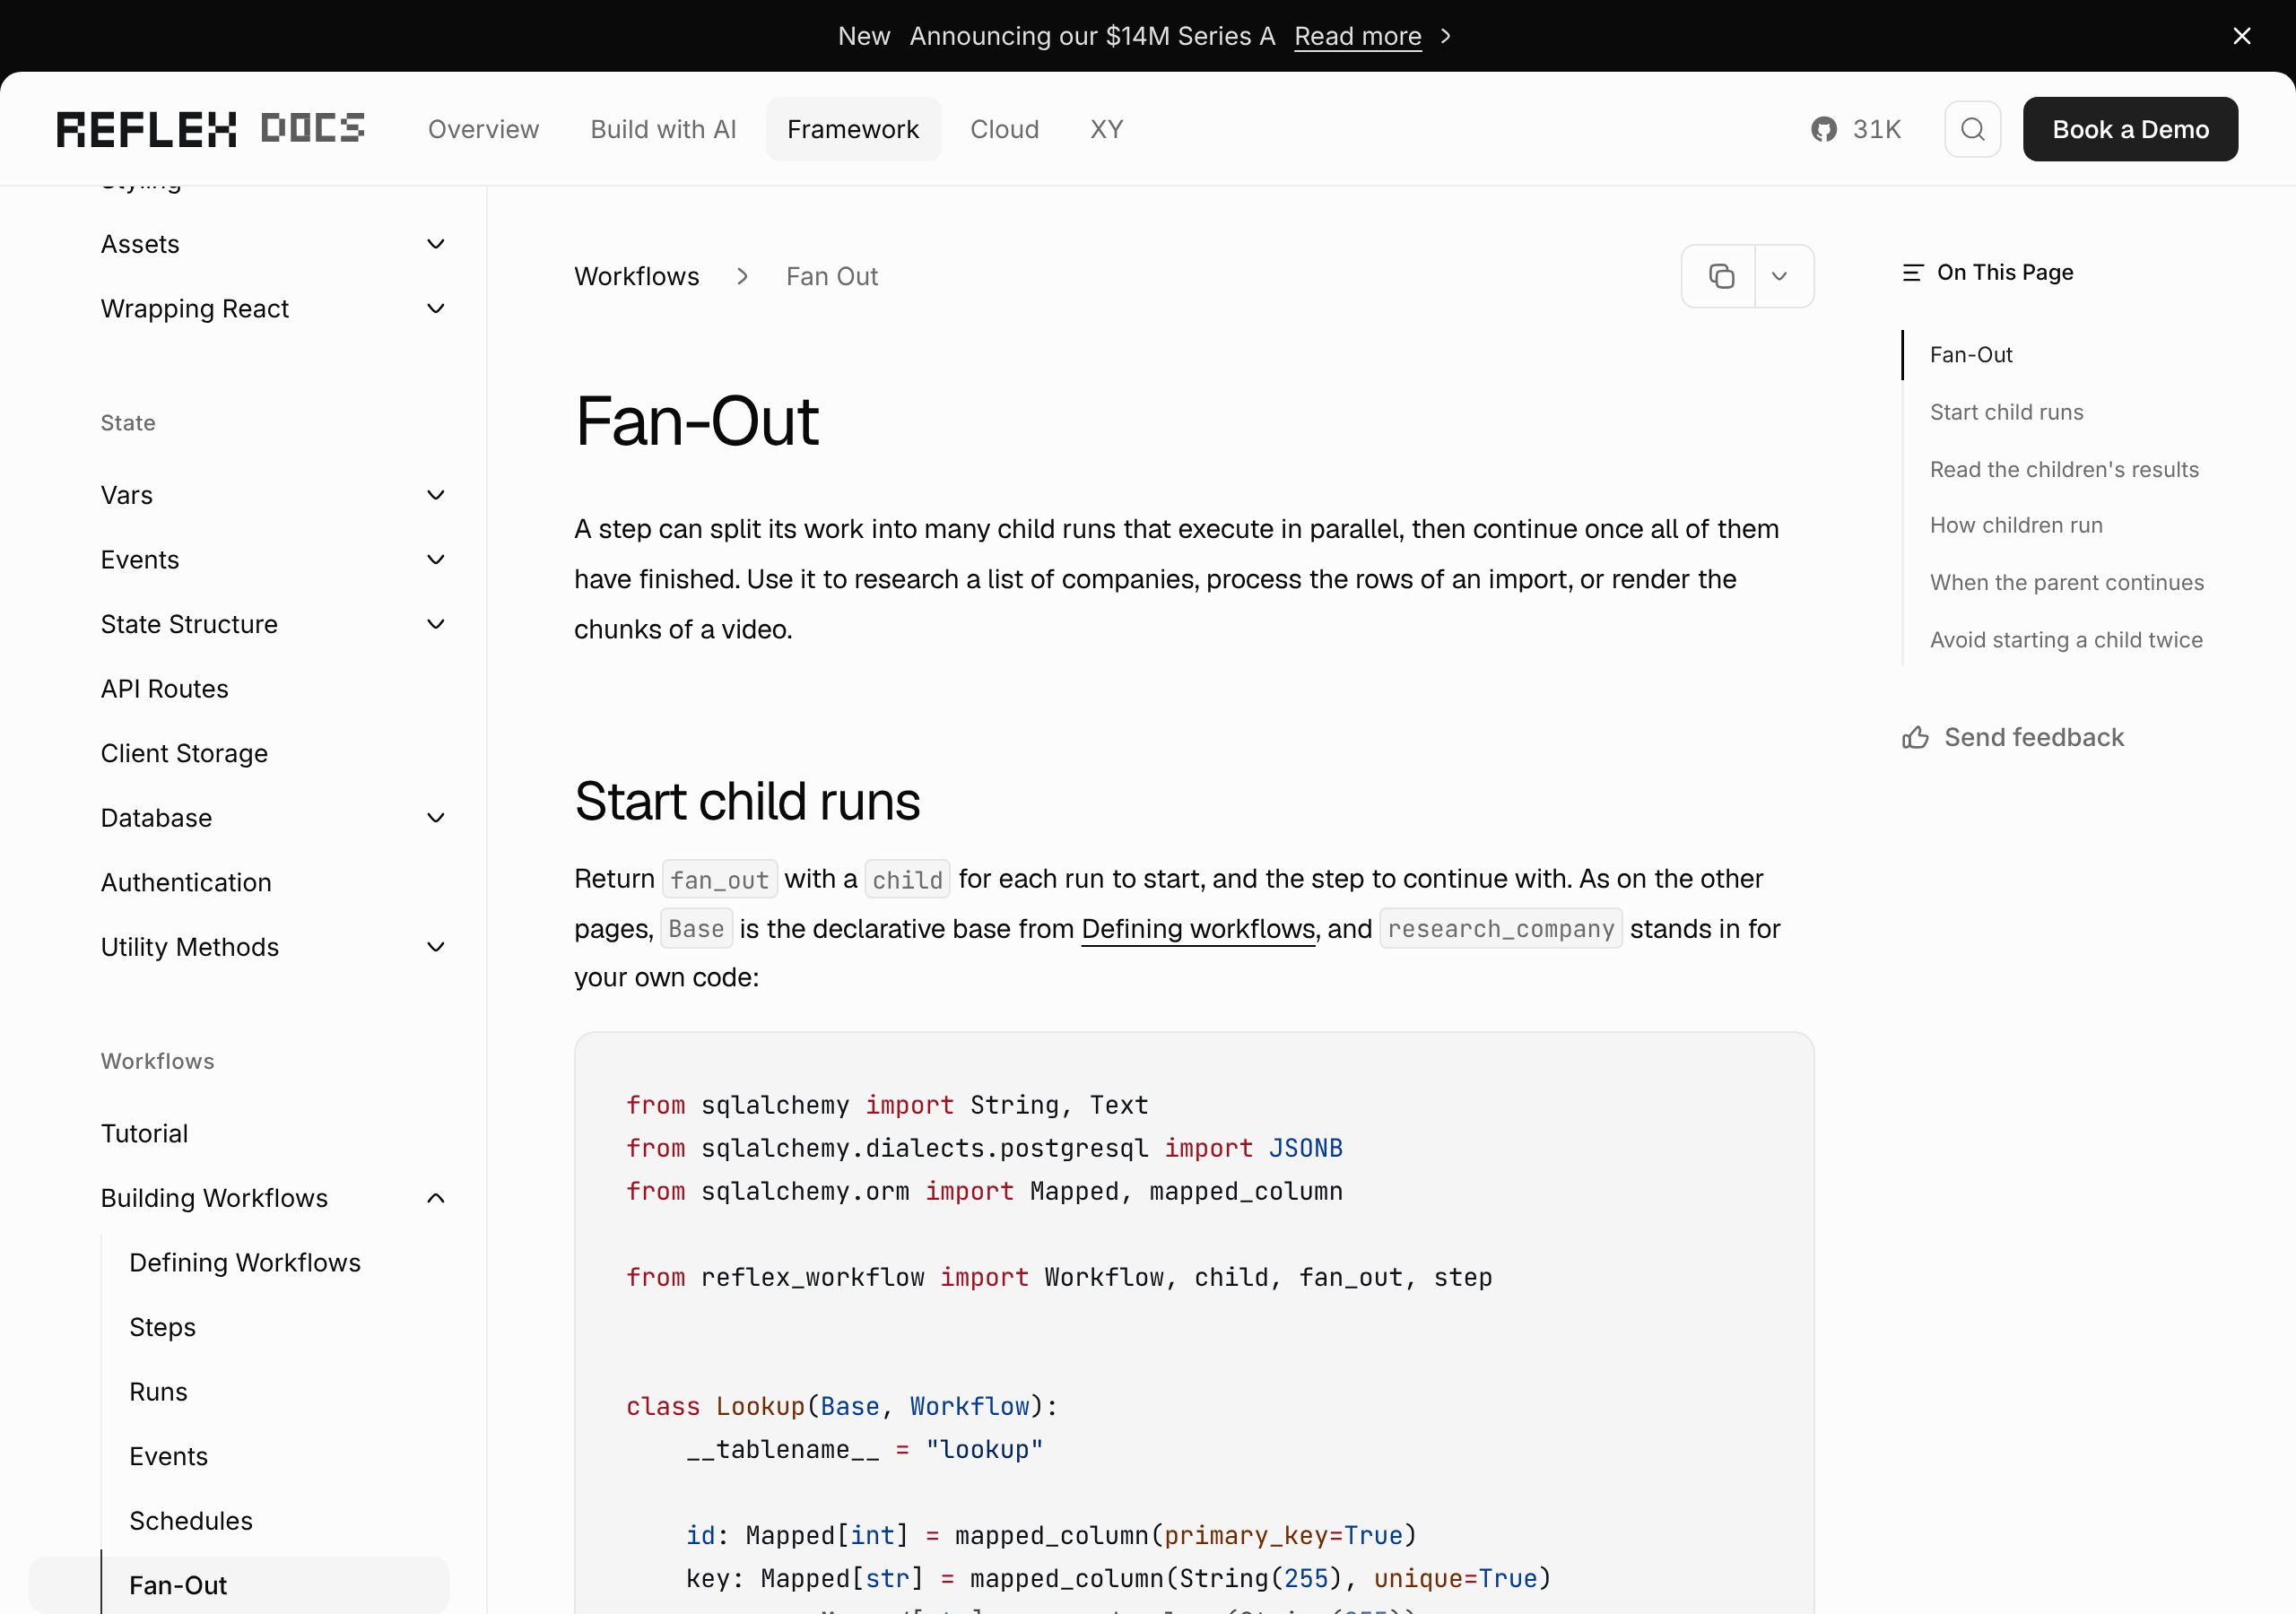 New Announcing our $14M Series A Read more
REFLEX DOCS
Overview
Build with AI
Framework
Cloud
XY
31K
Book a Demo
Styling
Assets
Wrapping React
State
Vars
Events
State Structure
API Routes
Client Storage
Database
Authentication
Utility Methods
Workflows
Tutorial
Building Workflows
Defining Workflows
Steps
Runs
Events
Schedules
Fan-Out
Workflows > Fan Out
Fan-Out
A step can split its work into many child runs that execute in parallel, then continue once all of them
have finished. Use it to research a list of companies, process the rows of an import, or render the
chunks of a video.
Start child runs
Return fan_out with a child for each run to start, and the step to continue with. As on the other
pages, Base is the declarative base from Defining workflows, and research_company stands in for
your own code:
from sqlalchemy import String, Text
from sqlalchemy.dialects.postgresql import JSONB
from sqlalchemy.orm import Mapped, mapped_column
from reflex_workflow import Workflow, child, fan_out, step
class Lookup(Base, Workflow):
    __tablename__ = "lookup"
    id: Mapped[int] = mapped_column(primary_key=True)
    key: Mapped[str] = mapped_column(String(255), unique=True)
On This Page
Fan-Out
Start child runs
Read the children's results
How children run
When the parent continues
Avoid starting a child twice
Send feedback